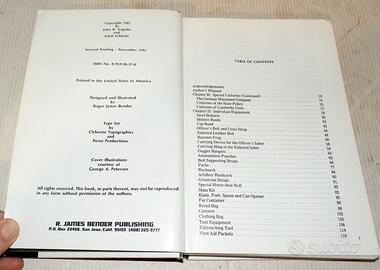 Copyright 1987
by
John R. Angolia
and
Adolf Schlicht
Second Printing - November 1992
ISBN No. 0-912138-37-8
Printed in the United States of America
Designed and Illustrated
by
Roger James Bender
Type Set
by
Clyborne Typographics
and
Perez Productions
Cover Illustrations
courtesy of
George A. Petersen
All rights reserved. This book, or parts thereof, may not be reproduced
in any form without permission of the authors.
R. JAMES BENDER PUBLISHING
P.O. Box 23456, San Jose, Calif. 95153 (408) 225-5777
TABLE OF CONTENTS
Acknowledgements
Author's Request
Chapter 22 Special Uniforms (Continued)
The German Motorized Company
Uniforms of the State Police
Uniforms of Landwehr Units
Chapter 23 Individual Equipment
Steel Helmets
Helmet Bands
Cap Band
Officer's Belt and Cross Strap
Enlisted Leather Belt
Bayonet Frog
Carrying Device for the Officer's Saber
Carrying Sling of the Enlisted Saber
Dagger Hangers
Ammunition Pouches
Belt Support Straps
Packs
Rucksack
Artillery Rucksack
Greatcoat Straps
Special Horse-shoe Roll
Mess Kit
Knife, Fork, Spoon and Can Opener
Fat Container
Bread Bag
Canteen
Clothing Bag
Tent Equipment
Entrenching Tool
First Aid Packets
subito